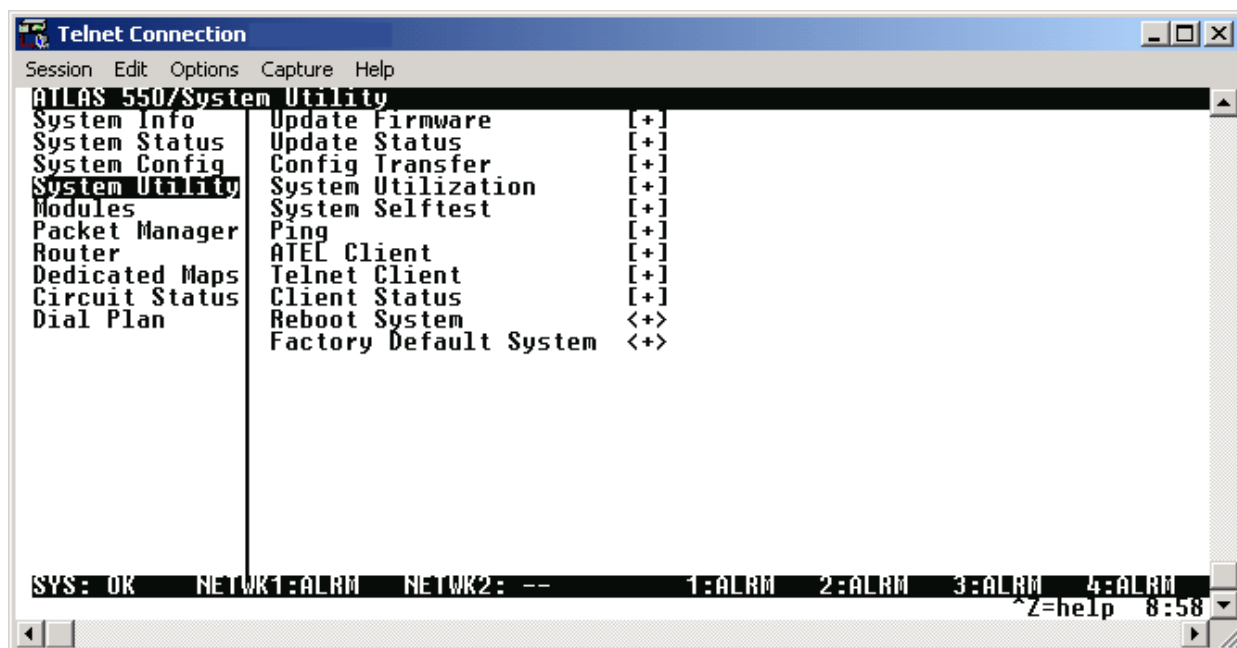 Telnet Connection
Session Edit Options Capture Help
ATLAS 550/System Utility
System Info Update Firmware [+]
System Status Update Status [+]
System Config Config Transfer [+]
System Utility System Utilization [+]
Modules System Selftest [+]
Packet Manager Ping [+]
Router ATEL Client [+]
Dedicated Maps Telnet Client [+]
Circuit Status Client Status [+]
Dial Plan Reboot System <+>
Factory Default System <+>
SYS: OK NETWK1:ALRM NETWK2: -- 1:ALRM 2:ALRM 3:ALRM 4:ALRM
^Z=help 8:58